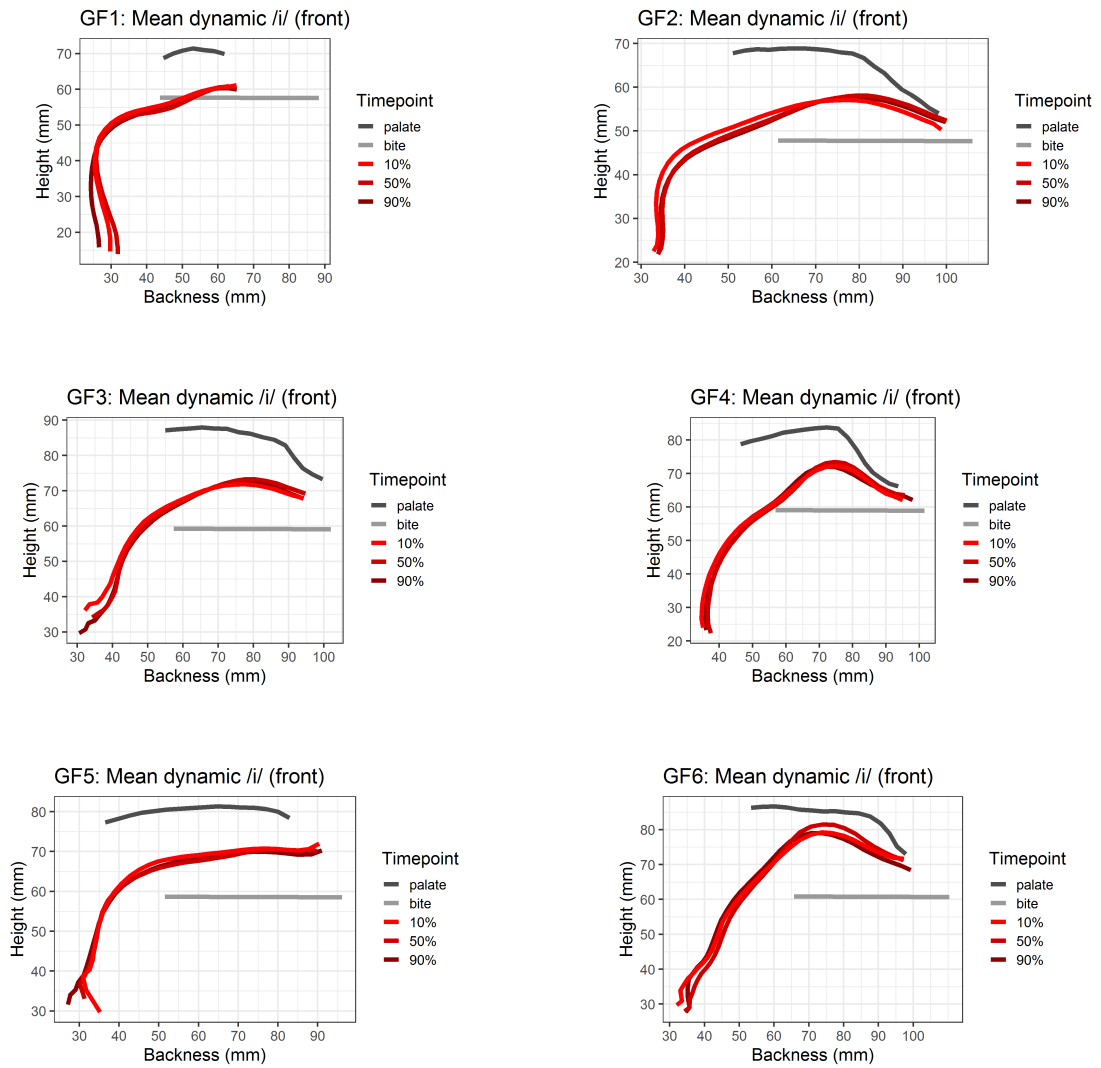 GF1: Mean dynamic /i/ (front)
70
60
50
40
30
20
Height (mm)
30 40 50 60 70 80 90
Backness (mm)
Timepoint
palate
bite
10%
50%
90%
GF2: Mean dynamic /i/ (front)
70
60
50
40
30
20
Height (mm)
30 40 50 60 70 80 90 100
Backness (mm)
Timepoint
palate
bite
10%
50%
90%
GF3: Mean dynamic /i/ (front)
90
80
70
60
50
40
30
Height (mm)
30 40 50 60 70 80 90 100
Backness (mm)
Timepoint
palate
bite
10%
50%
90%
GF4: Mean dynamic /i/ (front)
80
70
60
50
40
30
20
Height (mm)
40 50 60 70 80 90 100
Backness (mm)
Timepoint
palate
bite
10%
50%
90%
GF5: Mean dynamic /i/ (front)
80
70
60
50
40
30
Height (mm)
30 40 50 60 70 80 90
Backness (mm)
Timepoint
palate
bite
10%
50%
90%
GF6: Mean dynamic /i/ (front)
80
70
60
50
40
30
Height (mm)
30 40 50 60 70 80 90 100
Backness (mm)
Timepoint
palate
bite
10%
50%
90%